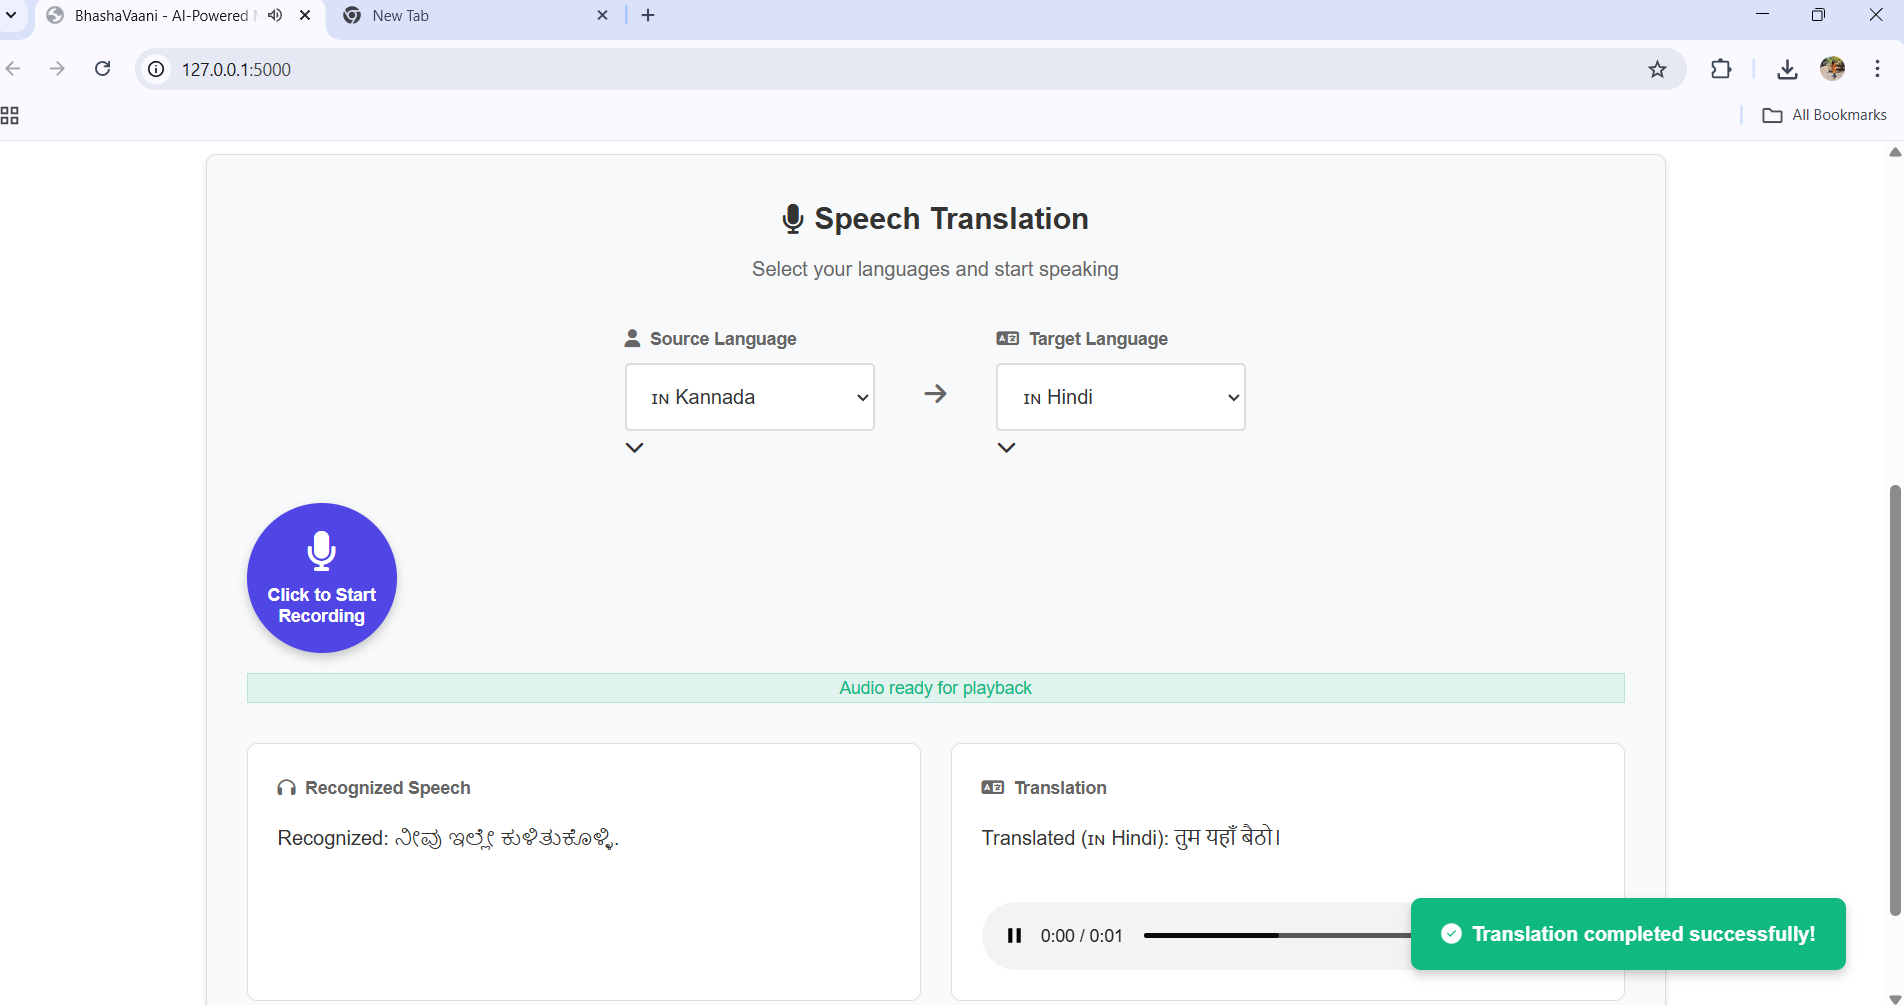 BhashaVaani - AI-Powered
New Tab
127.0.0.1:5000
All Bookmarks
Speech Translation
Select your languages and start speaking
Source Language
Target Language
IN Kannada
IN Hindi
Click to Start
Recording
Audio ready for playback
Recognized Speech
Recognized: ನೀವು ಇಲ್ಲೇ ಕುಳಿತುಕೊಳ್ಳಿ.
Translation
Translated (IN Hindi): तुम यहाँ बैठो।
0:00 / 0:01
Translation completed successfully!